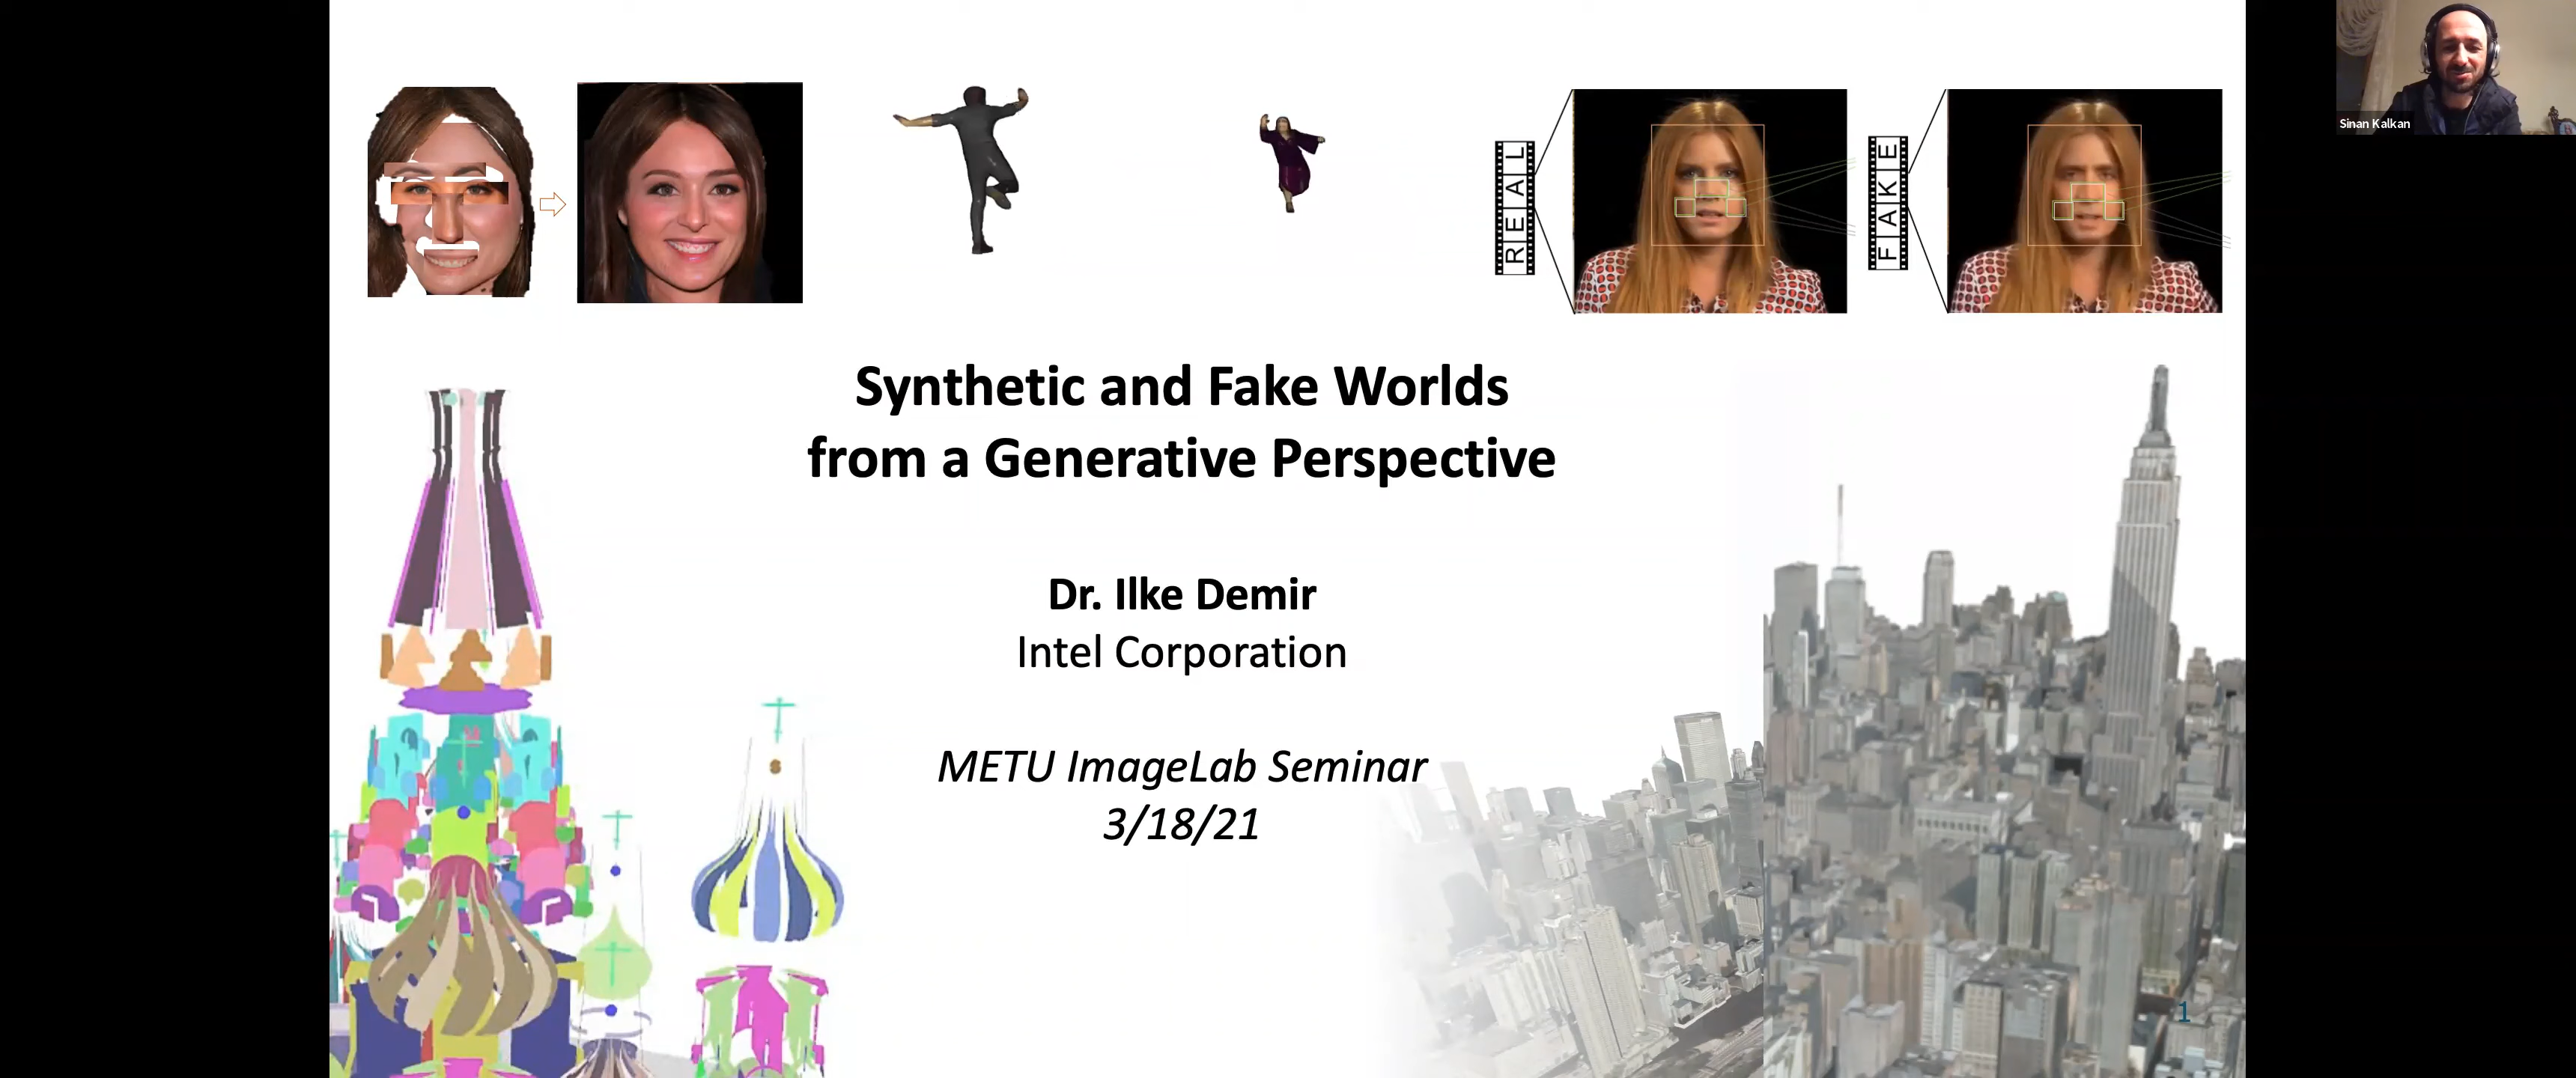 Sinan Kalkan
REAL
FAKE
Synthetic and Fake Worlds
from a Generative Perspective
Dr. Ilke Demir
Intel Corporation
METU ImageLab Seminar
3/18/21
1